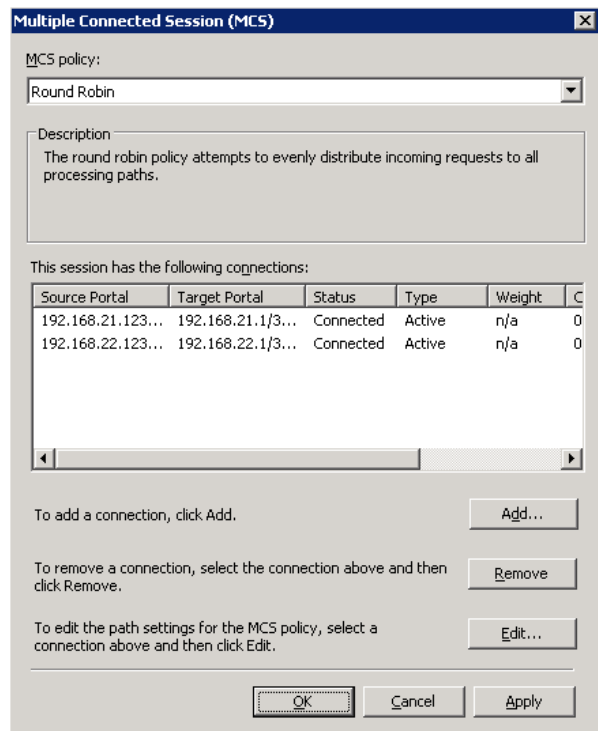 Multiple Connected Session (MCS)
MCS policy:
Round Robin
Description
The round robin policy attempts to evenly distribute incoming requests to all
processing paths.
This session has the following connections:
Source Portal Target Portal Status Type Weight C
192.168.21.123... 192.168.21.1/3... Connected Active n/a 0
192.168.22.123... 192.168.22.1/3... Connected Active n/a 0
To add a connection, click Add.
Add...
To remove a connection, select the connection above and then
click Remove.
Remove
To edit the path settings for the MCS policy, select a
connection above and then click Edit.
Edit...
OK Cancel Apply